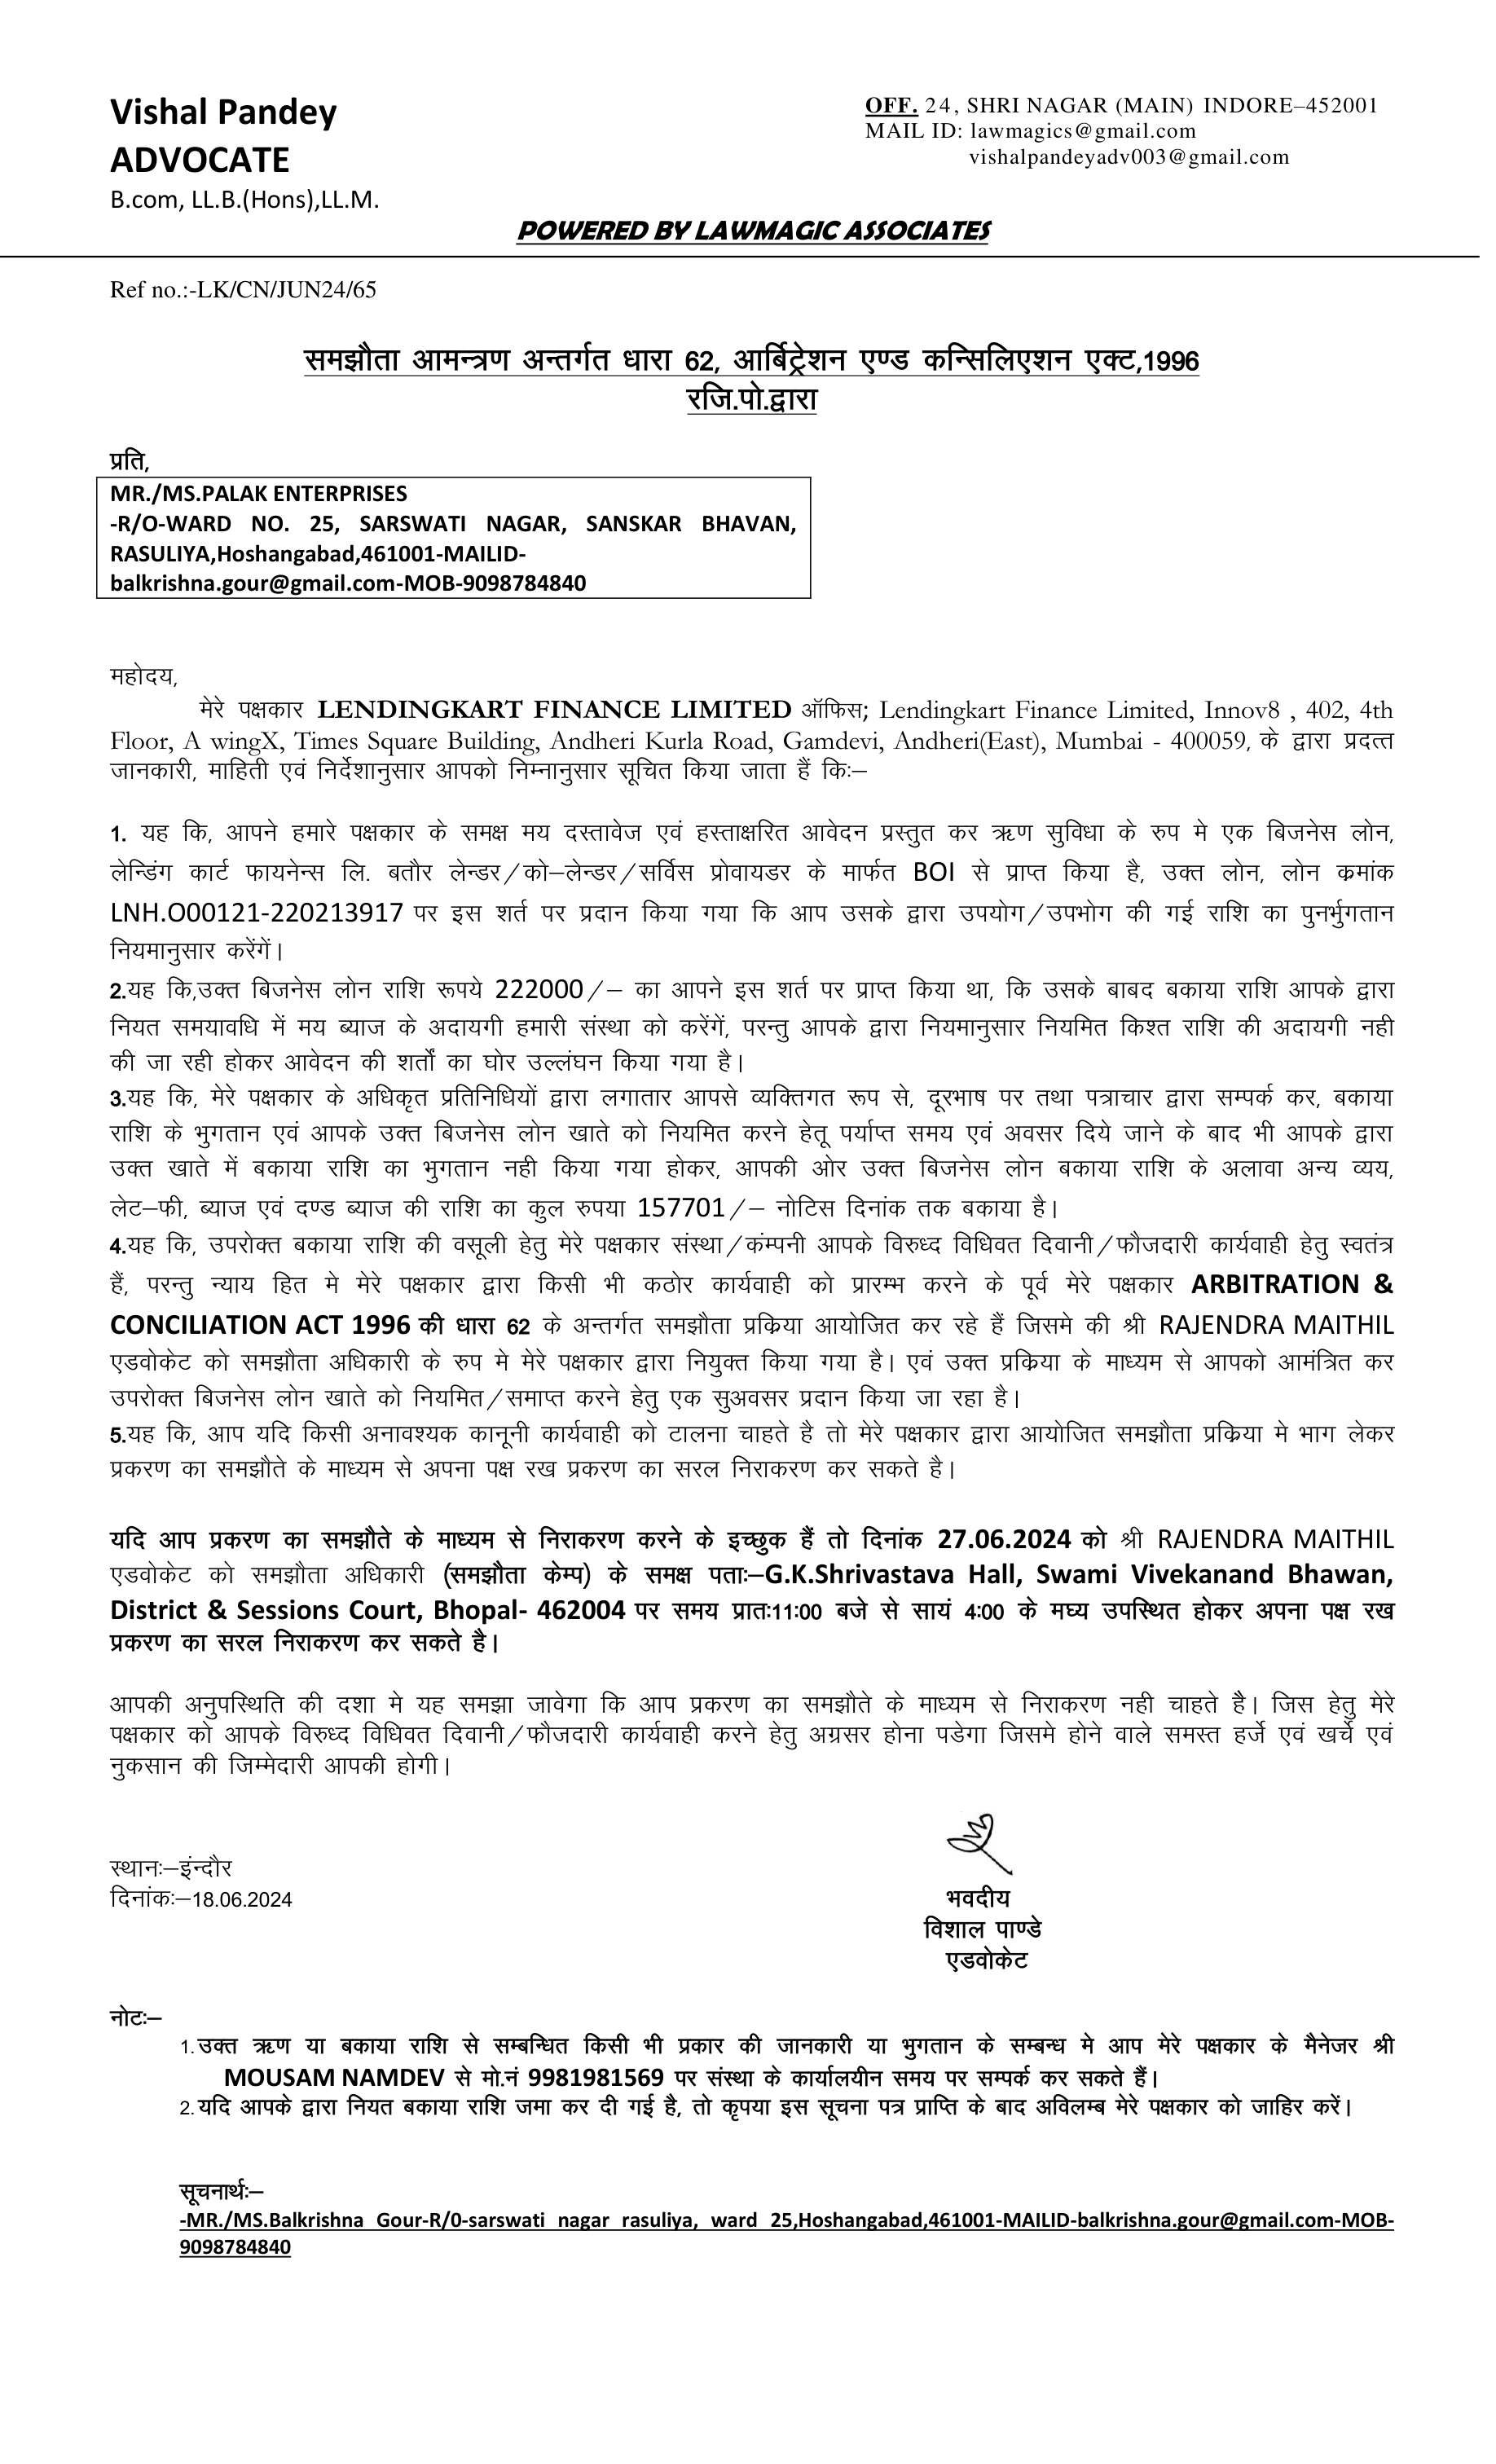 Vishal Pandey
ADVOCATE
B.com, LL.B.(Hons),LL.M.
OFF. 24, SHRI NAGAR (MAIN) INDORE–452001
MAIL ID: lawmagics@gmail.com
vishalpandeyadv003@gmail.com
POWERED BY LAWMAGIC ASSOCIATES
Ref no.:-LK/CN/JUN24/65
समझौता आमन्त्रण अन्तर्गत धारा 62, आर्बिट्रेशन एण्ड कन्सिलिएशन एक्ट,1996
रजि.पो.द्वारा
प्रति,
MR./MS.PALAK ENTERPRISES
-R/O-WARD NO. 25, SARSWATI NAGAR, SANSKAR BHAVAN,
RASULIYA,Hoshangabad,461001-MAILID-
balkrishna.gour@gmail.com-MOB-9098784840
महोदय,
मेरे पक्षकार LENDINGKART FINANCE LIMITED ऑफिस; Lendingkart Finance Limited, Innov8 , 402, 4th
Floor, A wingX, Times Square Building, Andheri Kurla Road, Gamdevi, Andheri(East), Mumbai - 400059, के द्वारा प्रदत्त
जानकारी, माहिती एवं निर्देशानुसार आपको निम्नानुसार सूचित किया जाता हैं कि:–
1. यह कि, आपने हमारे पक्षकार के समक्ष मय दस्तावेज एवं हस्ताक्षरित आवेदन प्रस्तुत कर ऋण सुविधा के रुप मे एक बिजनेस लोन,
लेन्डिंग कार्ट फायनेन्स लि. बतौर लेन्डर/को–लेन्डर/सर्विस प्रोवायडर के मार्फत BOI से प्राप्त किया है, उक्त लोन, लोन क्रमांक
LNH.O00121-220213917 पर इस शर्त पर प्रदान किया गया कि आप उसके द्वारा उपयोग/उपभोग की गई राशि का पुनर्भुगतान
नियमानुसार करेंगें।
2.यह कि,उक्त बिजनेस लोन राशि रूपये 222000/– का आपने इस शर्त पर प्राप्त किया था, कि उसके बाबद बकाया राशि आपके द्वारा
नियत समयावधि में मय ब्याज के अदायगी हमारी संस्था को करेंगें, परन्तु आपके द्वारा नियमानुसार नियमित किश्त राशि की अदायगी नही
की जा रही होकर आवेदन की शर्तों का घोर उल्लंघन किया गया है।
3.यह कि, मेरे पक्षकार के अधिकृत प्रतिनिधियों द्वारा लगातार आपसे व्यक्तिगत रूप से, दूरभाष पर तथा पत्राचार द्वारा सम्पर्क कर, बकाया
राशि के भुगतान एवं आपके उक्त बिजनेस लोन खाते को नियमित करने हेतू पर्याप्त समय एवं अवसर दिये जाने के बाद भी आपके द्वारा
उक्त खाते में बकाया राशि का भुगतान नही किया गया होकर, आपकी ओर उक्त बिजनेस लोन बकाया राशि के अलावा अन्य व्यय,
लेट–फी, ब्याज एवं दण्ड ब्याज की राशि का कुल रुपया 157701/– नोटिस दिनांक तक बकाया है।
4.यह कि, उपरोक्त बकाया राशि की वसूली हेतु मेरे पक्षकार संस्था/कंम्पनी आपके विरुध्द विधिवत दिवानी/फौजदारी कार्यवाही हेतु स्वतंत्र
हैं, परन्तु न्याय हित मे मेरे पक्षकार द्वारा किसी भी कठोर कार्यवाही को प्रारम्भ करने के पूर्व मेरे पक्षकार ARBITRATION &
CONCILIATION ACT 1996 की धारा 62 के अन्तर्गत समझौता प्रक्रिया आयोजित कर रहे हैं जिसमे की श्री RAJENDRA MAITHIL
एडवोकेट को समझौता अधिकारी के रुप मे मेरे पक्षकार द्वारा नियुक्त किया गया है। एवं उक्त प्रक्रिया के माध्यम से आपको आमंत्रित कर
उपरोक्त बिजनेस लोन खाते को नियमित/समाप्त करने हेतु एक सुअवसर प्रदान किया जा रहा है।
5.यह कि, आप यदि किसी अनावश्यक कानूनी कार्यवाही को टालना चाहते है तो मेरे पक्षकार द्वारा आयोजित समझौता प्रक्रिया मे भाग लेकर
प्रकरण का समझौते के माध्यम से अपना पक्ष रख प्रकरण का सरल निराकरण कर सकते है।
यदि आप प्रकरण का समझौते के माध्यम से निराकरण करने के इच्छुक हैं तो दिनांक 27.06.2024 को श्री RAJENDRA MAITHIL
एडवोकेट को समझौता अधिकारी (समझौता केम्प) के समक्ष पता:–G.K.Shrivastava Hall, Swami Vivekanand Bhawan,
District & Sessions Court, Bhopal- 462004 पर समय प्रात:11:00 बजे से सायं 4:00 के मघ्य उपस्थित होकर अपना पक्ष रख
प्रकरण का सरल निराकरण कर सकते है।
आपकी अनुपस्थिति की दशा मे यह समझा जावेगा कि आप प्रकरण का समझौते के माध्यम से निराकरण नही चाहते है। जिस हेतु मेरे
पक्षकार को आपके विरुध्द विधिवत दिवानी/फौजदारी कार्यवाही करने हेतु अग्रसर होना पडेगा जिसमे होने वाले समस्त हर्जे एवं खर्चे एवं
नुकसान की जिम्मेदारी आपकी होगी।
स्थान:–इंन्दौर
दिनांक:–18.06.2024
भवदीय
विशाल पाण्डे
एडवोकेट
नोट:–
1.उक्त ऋण या बकाया राशि से सम्बन्धित किसी भी प्रकार की जानकारी या भुगतान के सम्बन्ध मे आप मेरे पक्षकार के मैनेजर श्री
MOUSAM NAMDEV से मो.नं 9981981569 पर संस्था के कार्यालयीन समय पर सम्पर्क कर सकते हैं।
2.यदि आपके द्वारा नियत बकाया राशि जमा कर दी गई है, तो कृपया इस सूचना पत्र प्राप्ति के बाद अविलम्ब मेरे पक्षकार को जाहिर करें।
सूचनार्थ:–
-MR./MS.Balkrishna Gour-R/0-sarswati nagar rasuliya, ward 25,Hoshangabad,461001-MAILID-balkrishna.gour@gmail.com-MOB-
9098784840